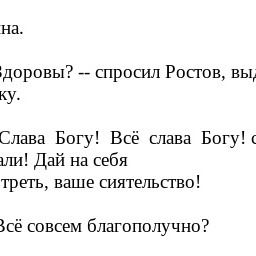 на.
Здоровы? -- спросил Ростов,
ку.
Слава Богу! Всё слава Богу!
али! Дай на себя
треть, ваше сиятельство!
Всё совсем благополучно?